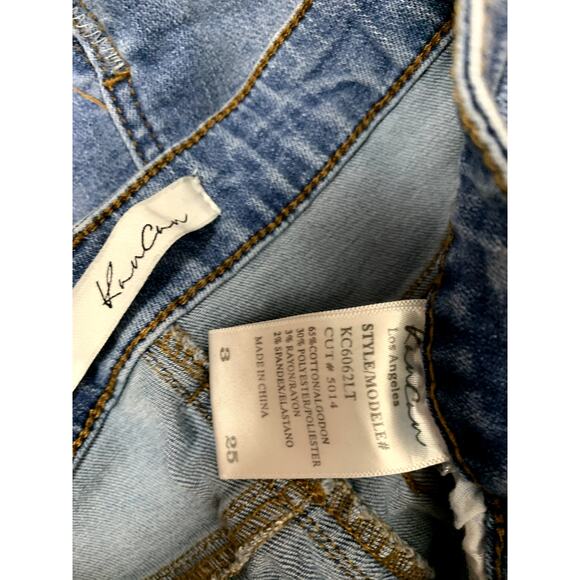 KanCan
KanCan
Los Angeles
STYLE/MODELE#
KC6062LT
CUT # 5014
65%COTTON/ALGODON
30%POLYESTER/POLIESTER
3%RAYON/RAYON
2%SPANDEX/ELASTANO
MADE IN CHINA
3 25